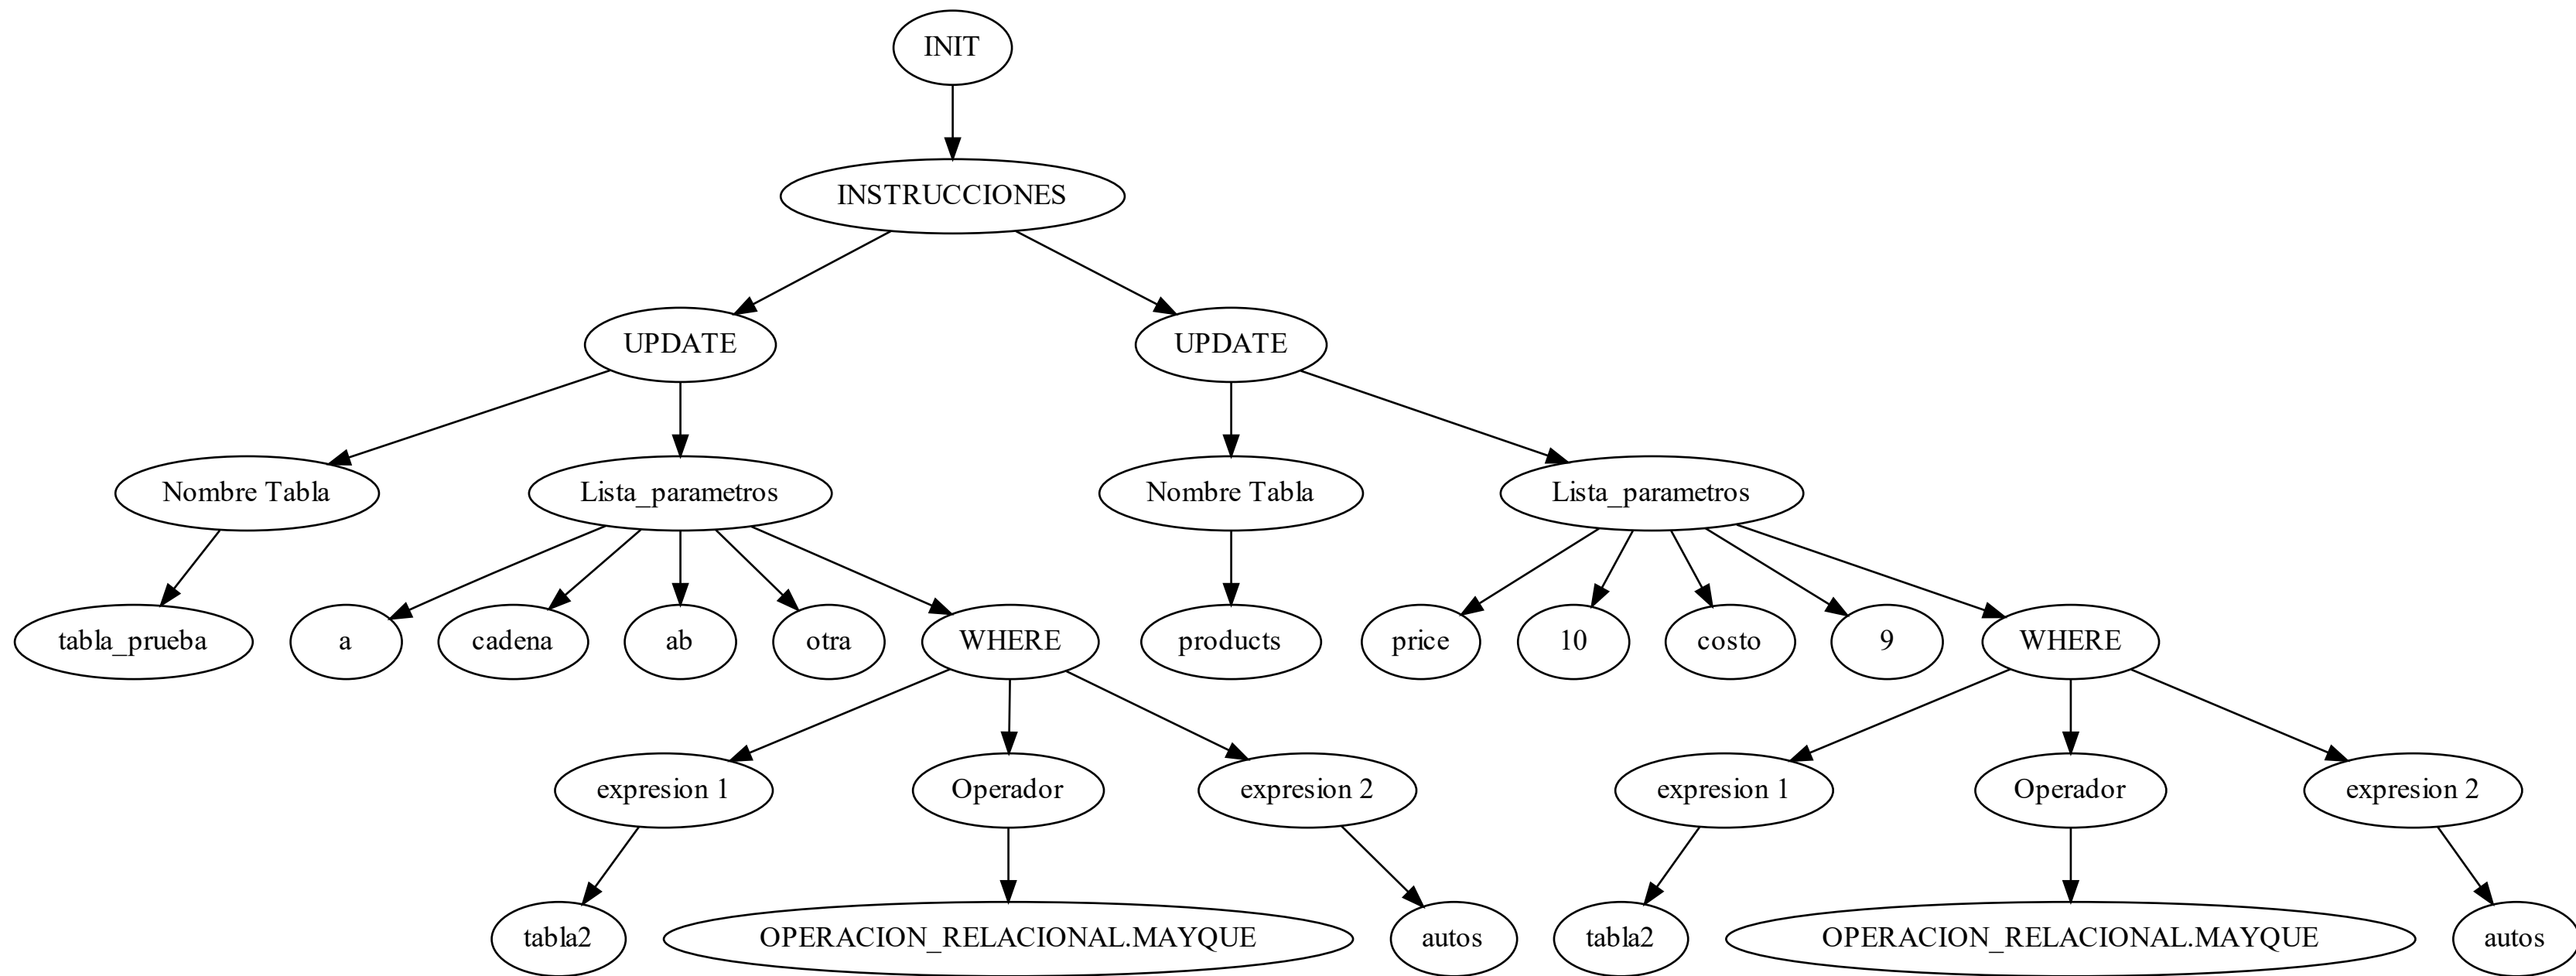 INIT
INSTRUCCIONES
UPDATE UPDATE
Nombre Tabla Lista_parametros Nombre Tabla Lista_parametros
tabla_prueba a cadena ab otra WHERE products price 10 costo 9 WHERE
expresion 1 Operador expresion 2 expresion 1 Operador expresion 2
tabla2 OPERACION_RELACIONAL.MAYQUE autos tabla2 OPERACION_RELACIONAL.MAYQUE autos